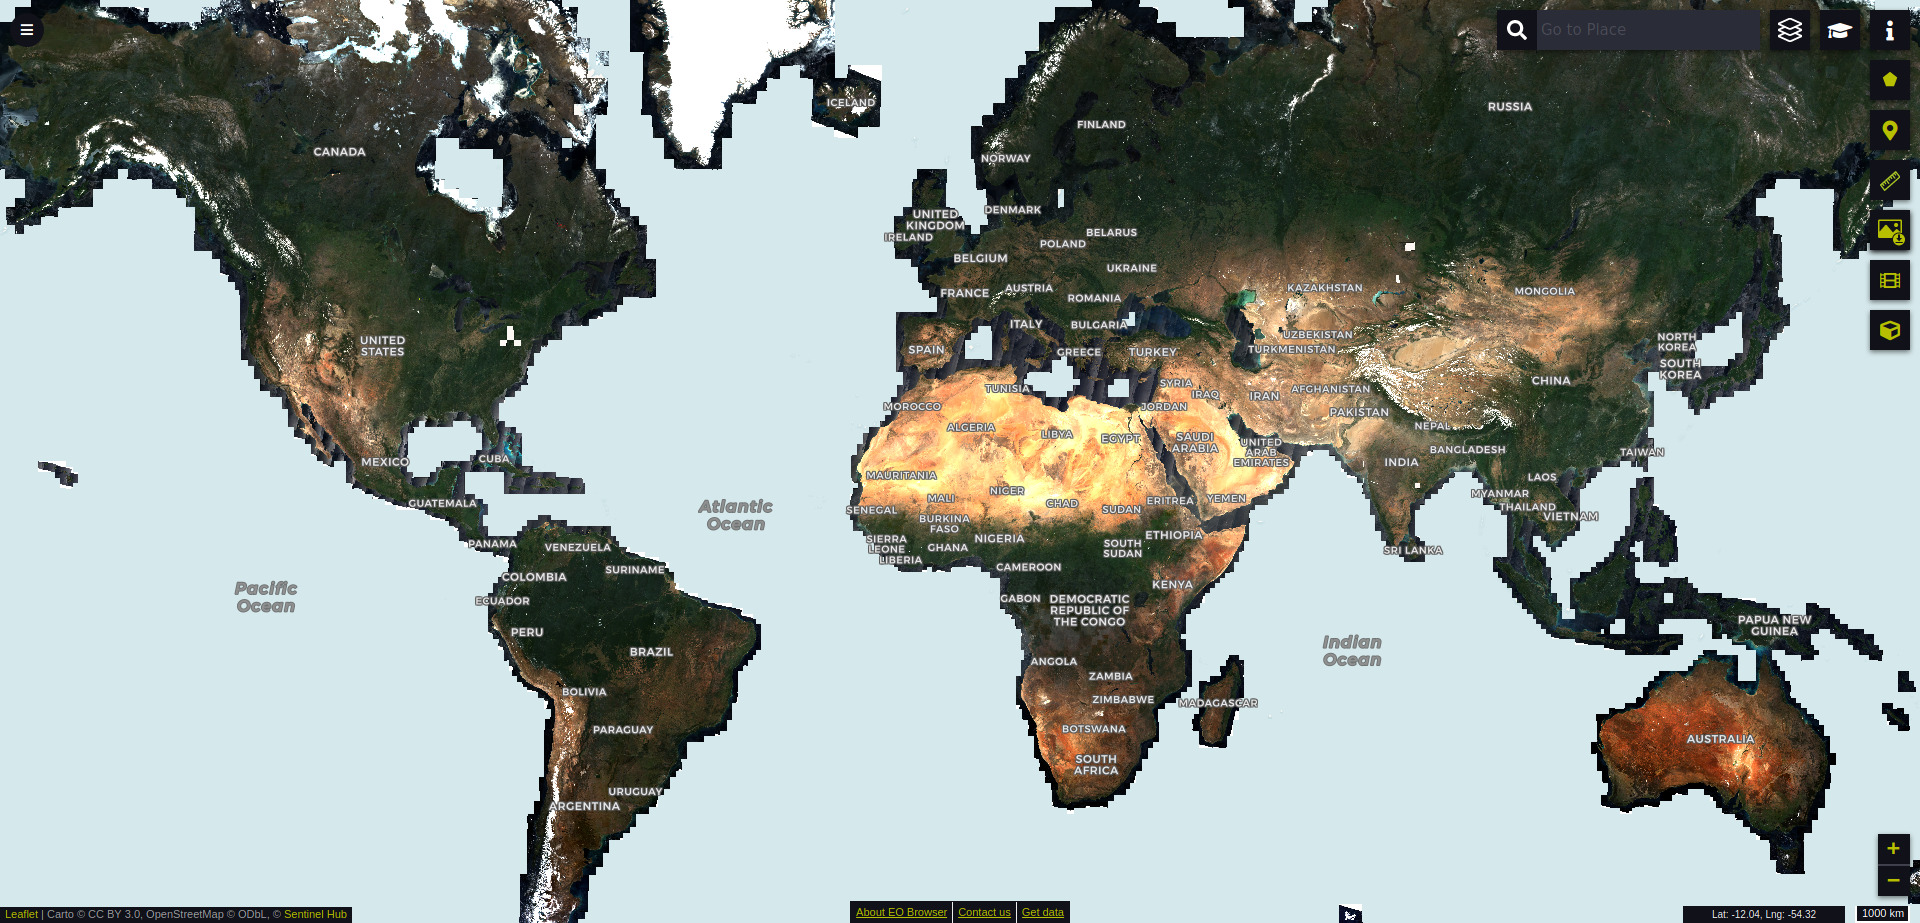 Go to Place
ICELAND
RUSSIA
FINLAND
CANADA
NORWAY
DENMARK
UNITED
KINGDOM
IRELAND
BELARUS
POLAND
BELGIUM
UKRAINE
FRANCE
AUSTRIA
ROMANIA
KAZAKHSTAN
MONGOLIA
ITALY
BULGARIA
UZBEKISTAN
UNITED
STATES
SPAIN
GREECE
TURKEY
TURKMENISTAN
NORTH
KOREA
SOUTH
KOREA
TUNISIA
SYRIA
IRAQ
IRAN
AFGHANISTAN
CHINA
MOROCCO
JORDAN
PAKISTAN
ALGERIA
LIBYA
EGYPT
SAUDI
ARABIA
UNITED
ARAB
EMIRATES
NEPAL
BANGLADESH
TAIWAN
MEXICO
CUBA
INDIA
MAURITANIA
LAOS
GUATEMALA
Atlantic
Ocean
MALI
NIGER
CHAD
SUDAN
ERITREA
YEMEN
MYANMAR
THAILAND
VIETNAM
SENEGAL
BURKINA
FASO
PANAMA
VENEZUELA
SIERRA
LEONE
LIBERIA
GHANA
NIGERIA
SOUTH
SUDAN
ETHIOPIA
SRI LANKA
COLOMBIA
SURINAME
CAMEROON
KENYA
Pacific
Ocean
ECUADOR
GABON
DEMOCRATIC
REPUBLIC OF
THE CONGO
PERU
BRAZIL
Indian
Ocean
PAPUA NEW
GUINEA
ANGOLA
ZAMBIA
BOLIVIA
ZIMBABWE
MADAGASCAR
PARAGUAY
BOTSWANA
AUSTRALIA
SOUTH
AFRICA
URUGUAY
ARGENTINA
Leaflet | Carto © CC BY 3.0, OpenStreetMap © ODbL, © Sentinel Hub
About EO Browser
Contact us
Get data
Lat: -12.04, Lng: -54.32
1000 km